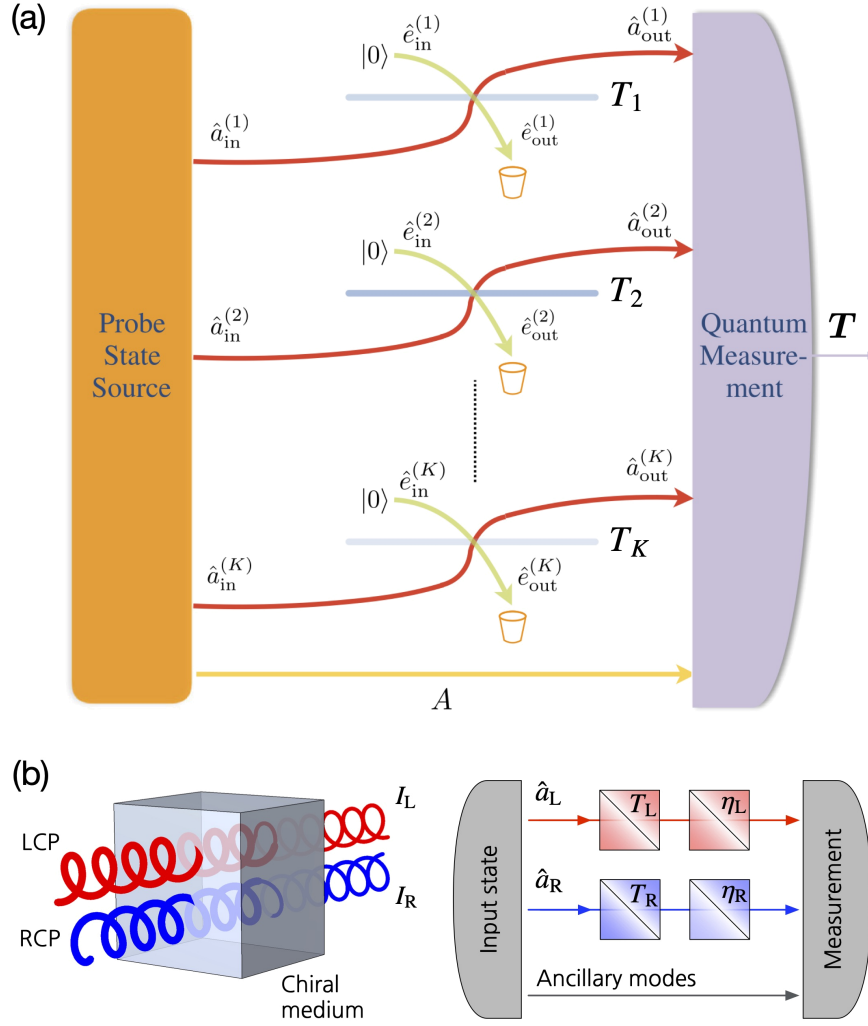 (a)
Probe
State
Source
Quantum
Measure-
ment
T
|0⟩ ê_in^(1) â_out^(1)
T_1
â_in^(1) ê_out^(1)
|0⟩ ê_in^(2) â_out^(2)
T_2
â_in^(2) ê_out^(2)
|0⟩ ê_in^(K) â_out^(K)
T_K
â_in^(K) ê_out^(K)
A
(b)
LCP
RCP
I_L
I_R
Chiral
medium
Input state
â_L T_L η_L
â_R T_R η_R
Ancillary modes
Measurement